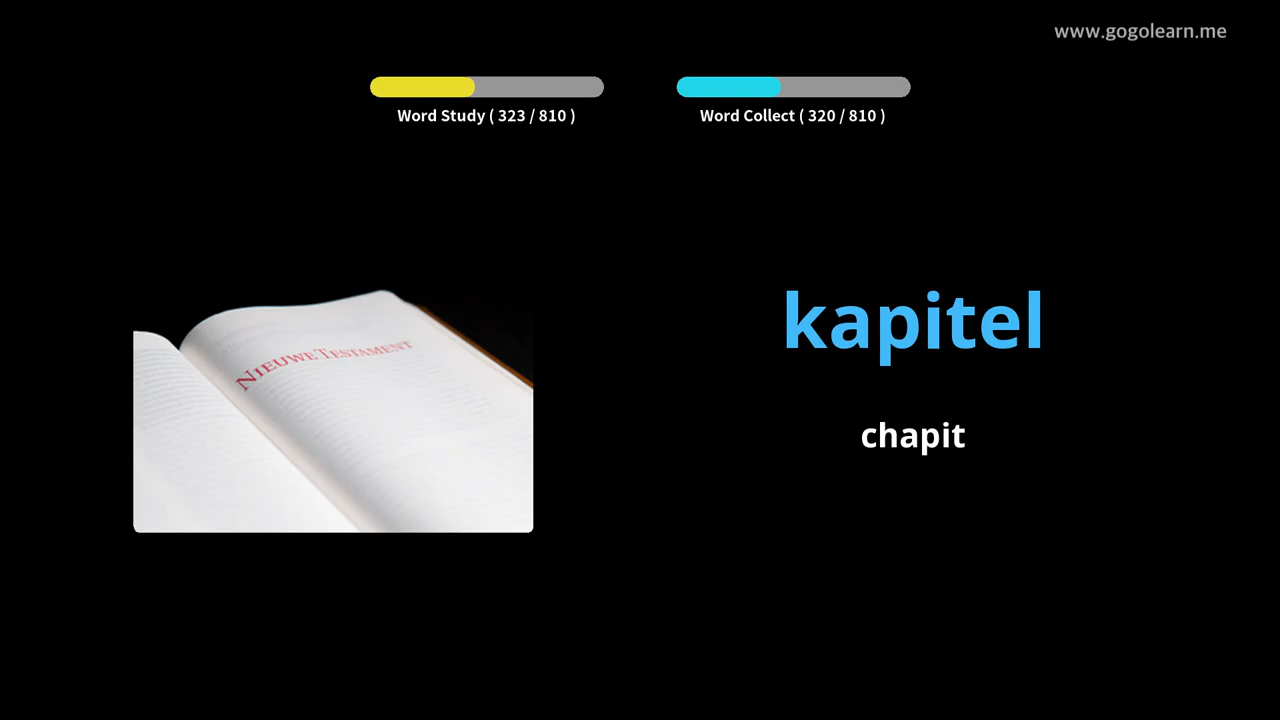 www.gogolearn.me
Word Study ( 323 / 810 )
Word Collect ( 320 / 810 )
NIEUWE TESTAMENT
kapitel
chapit